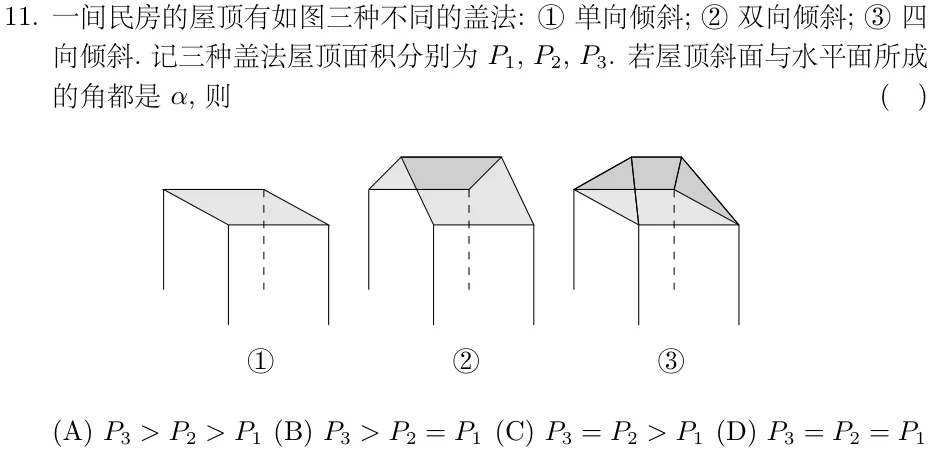 11. 一间民房的屋顶有如图三种不同的盖法: ① 单向倾斜; ② 双向倾斜; ③ 四
向倾斜. 记三种盖法屋顶面积分别为 P₁, P₂, P₃. 若屋顶斜面与水平面所成
的角都是 α, 则 ( )
① ② ③
(A) P₃ > P₂ > P₁ (B) P₃ > P₂ = P₁ (C) P₃ = P₂ > P₁ (D) P₃ = P₂ = P₁